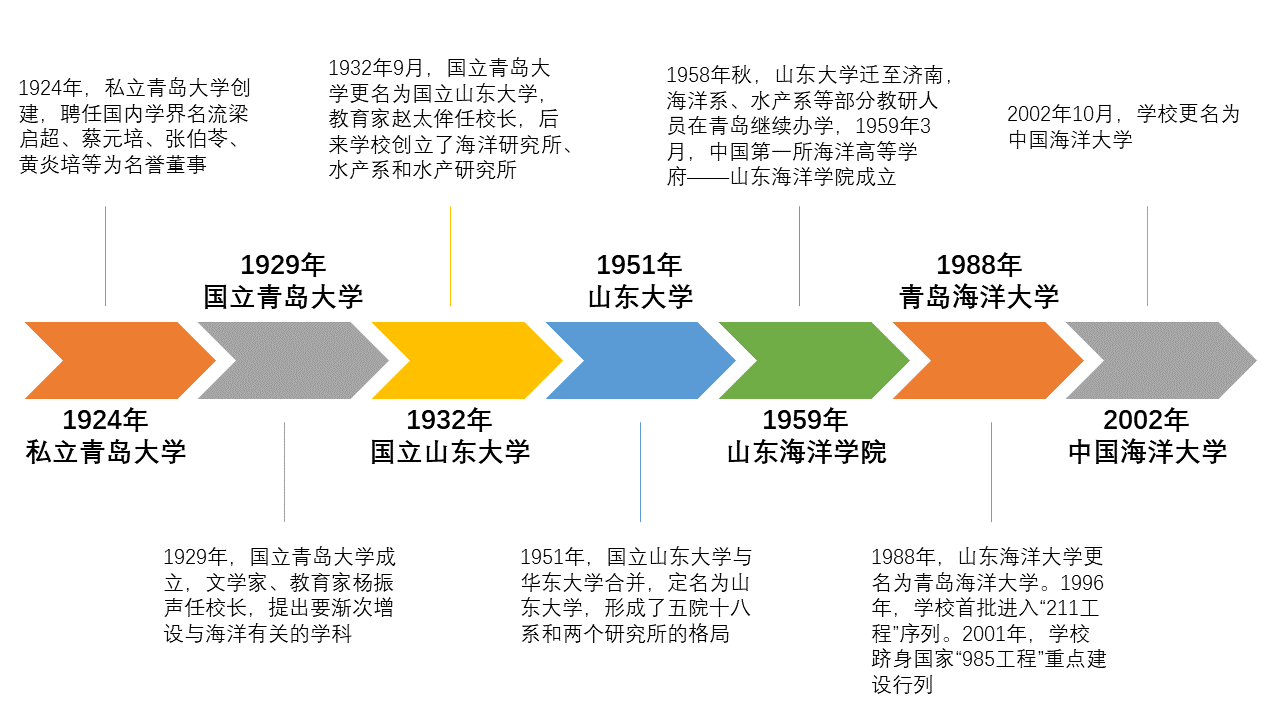 1924年，私立青岛大学创
建，聘任国内学界名流梁
启超、蔡元培、张伯苓、
黄炎培等为名誉董事
1932年9月，国立青岛大
学更名为国立山东大学，
教育家赵太侔任校长，后
来学校创立了海洋研究所、
水产系和水产研究所
1958年秋，山东大学迁至济南，
海洋系、水产系等部分教研人
员在青岛继续办学，1959年3
月，中国第一所海洋高等学
府——山东海洋学院成立
2002年10月，学校更名为
中国海洋大学
1929年
国立青岛大学
1951年
山东大学
1988年
青岛海洋大学
1924年
私立青岛大学
1932年
国立山东大学
1959年
山东海洋学院
2002年
中国海洋大学
1929年，国立青岛大学成
立，文学家、教育家杨振
声任校长，提出要渐次增
设与海洋有关的学科
1951年，国立山东大学与
华东大学合并，定名为山
东大学，形成了五院十八
系和两个研究所的格局
1988年，山东海洋大学更
名为青岛海洋大学。1996
年，学校首批进入“211工
程”序列。2001年，学校
跻身国家“985工程”重点建
设行列